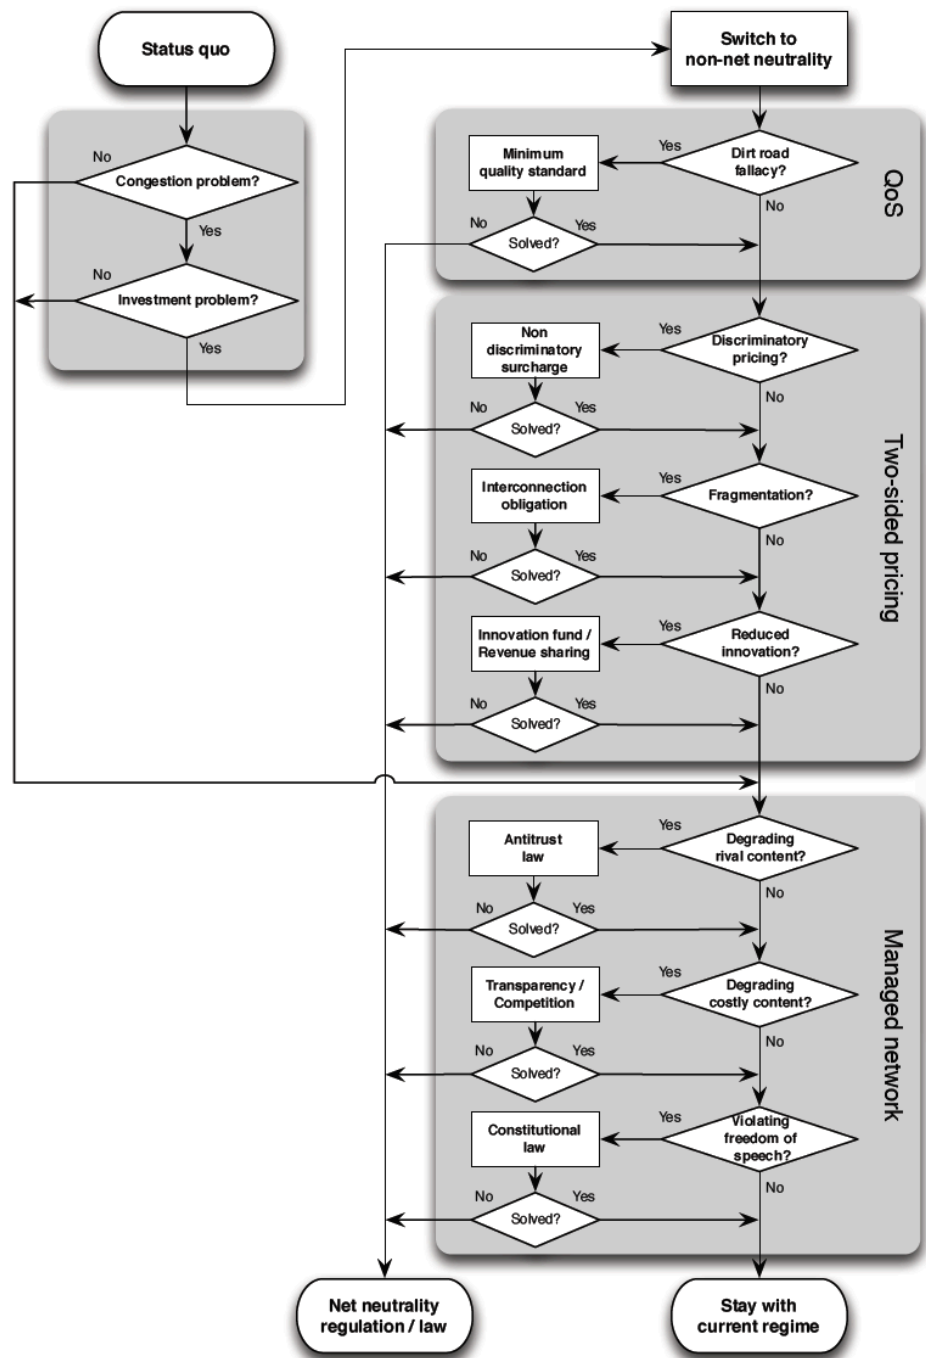 Status quo
Switch to
non-net neutrality
No
Congestion problem?
Yes
No
Investment problem?
Yes
Minimum
quality standard
Yes
Dirt road
fallacy?
No
No
Yes
Solved?
QoS
Non
discriminatory
surcharge
Yes
Discriminatory
pricing?
No
No
Yes
Solved?
Interconnection
obligation
Yes
Fragmentation?
No
No
Yes
Solved?
Innovation fund /
Revenue sharing
Yes
Reduced
innovation?
No
No
Yes
Solved?
Two-sided pricing
Antitrust
law
Yes
Degrading
rival content?
No
No
Yes
Solved?
Transparency /
Competition
Yes
Degrading
costly content?
No
No
Yes
Solved?
Constitutional
law
Yes
Violating
freedom of
speech?
No
No
Yes
Solved?
Managed network
Net neutrality
regulation / law
Stay with
current regime